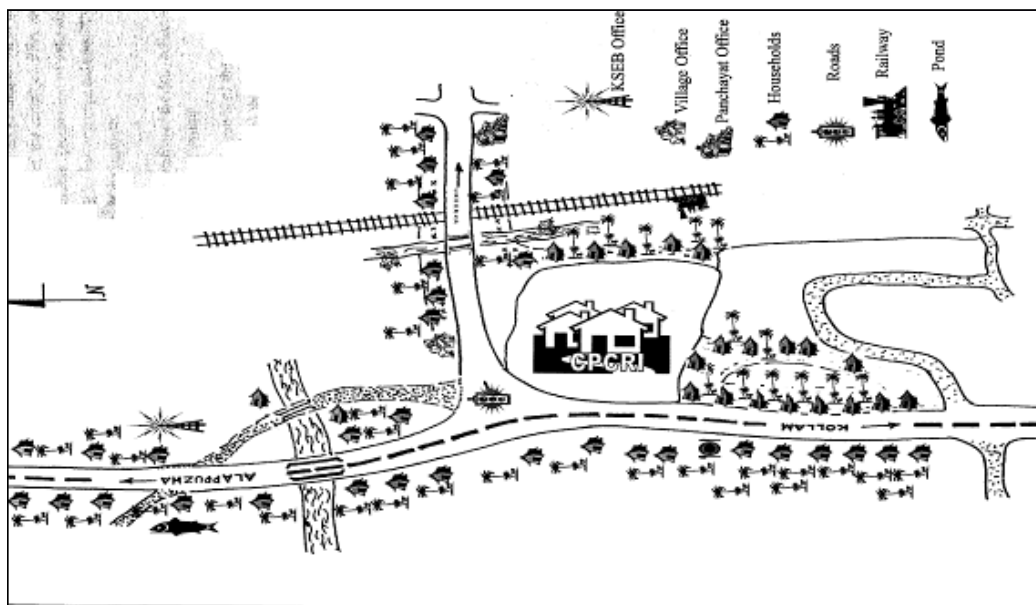 KSEB Office
Village Office
Panchayat Office
Households
Roads
Railway
Pond
N
CPCRI
KOLLAM
ALAPPUZHA